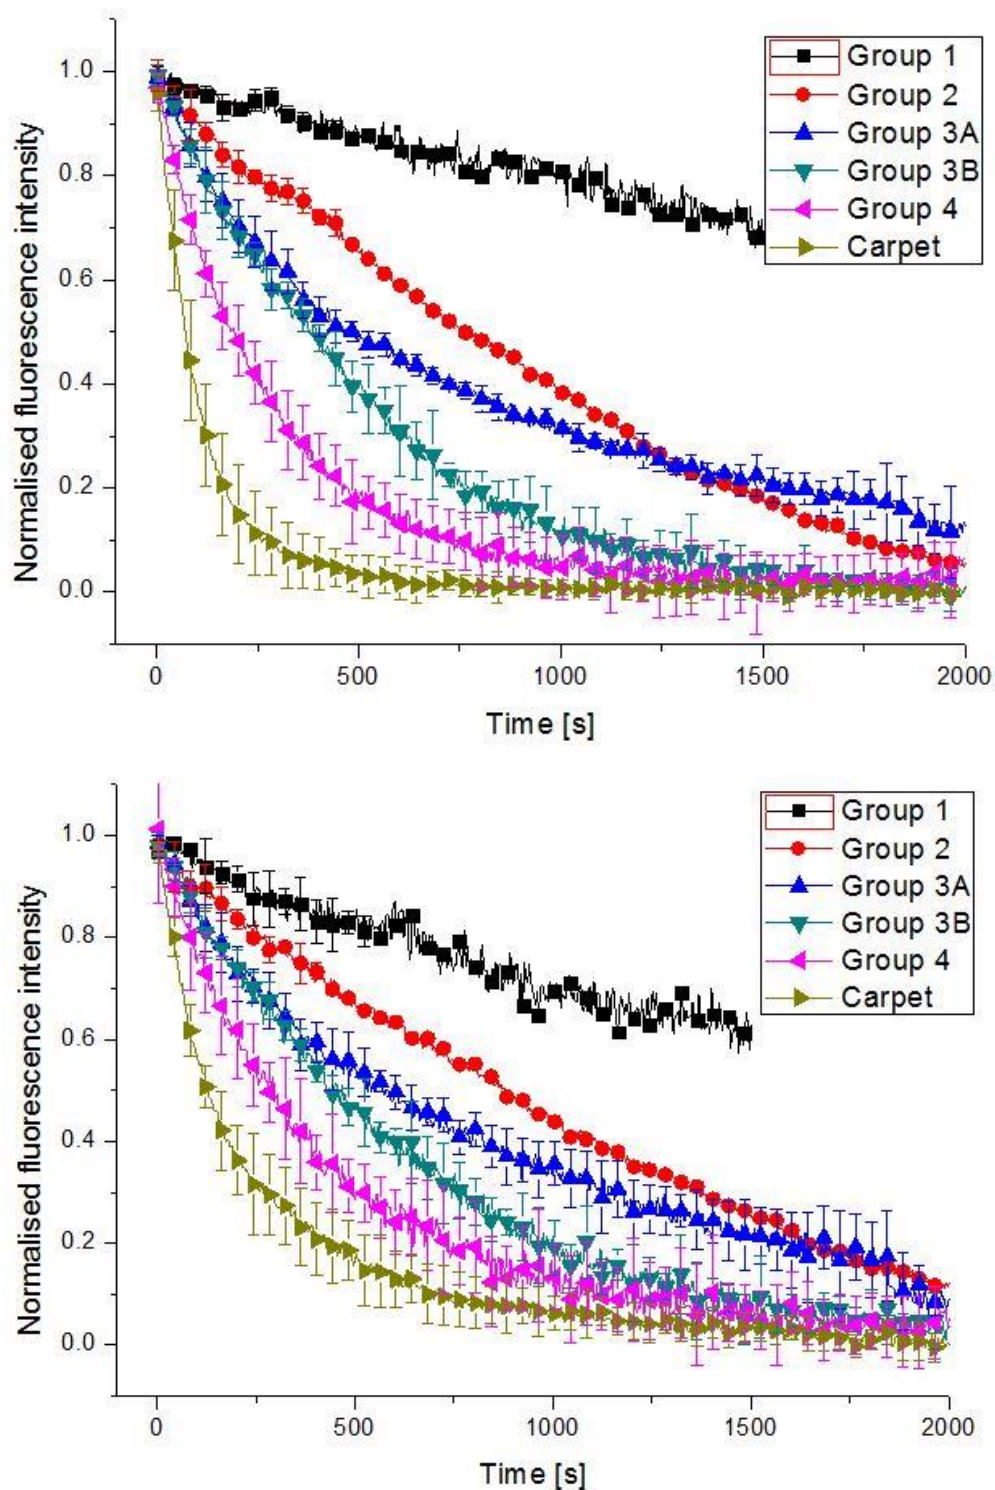 Normalised fluorescence intensity
1.0
0.8
0.6
0.4
0.2
0.0
Group 1
Group 2
Group 3A
Group 3B
Group 4
Carpet
0 500 1000 1500 2000
Time [s]
Normalised fluorescence intensity
1.0
0.8
0.6
0.4
0.2
0.0
Group 1
Group 2
Group 3A
Group 3B
Group 4
Carpet
0 500 1000 1500 2000
Time [s]